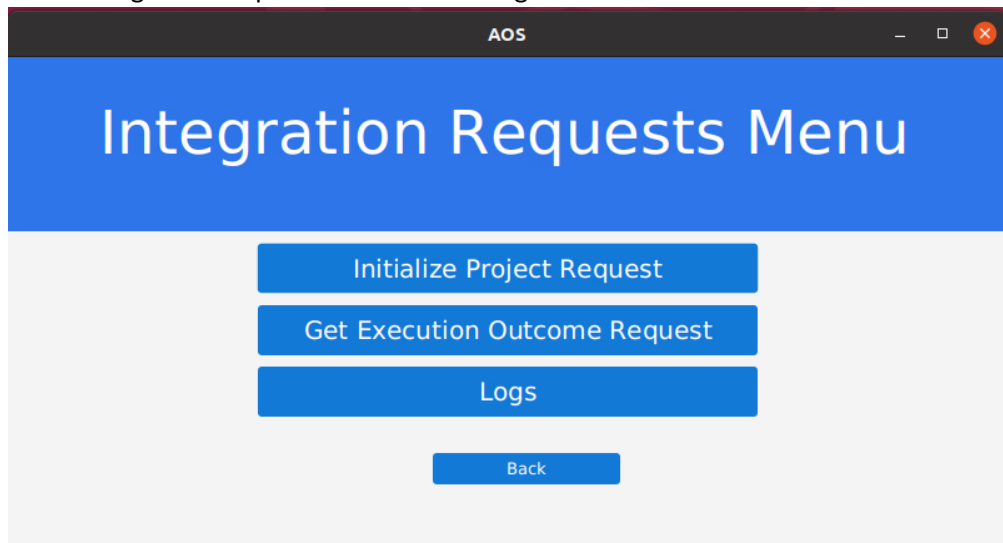 AOS
Integration Requests Menu
Initialize Project Request
Get Execution Outcome Request
Logs
Back